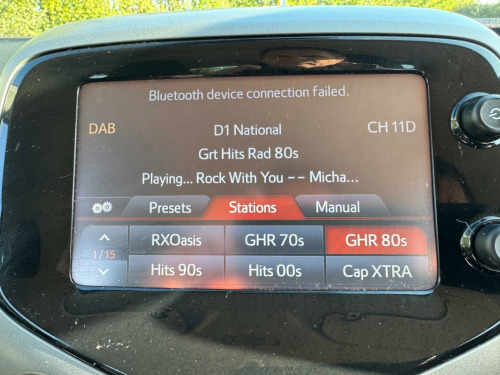 Bluetooth device connection failed.
DAB D1 National CH 11D
Grt Hits Rad 80s
Playing... Rock With You -- Micha...
Presets Stations Manual
RXOasis GHR 70s GHR 80s
1/15
Hits 90s Hits 00s Cap XTRA